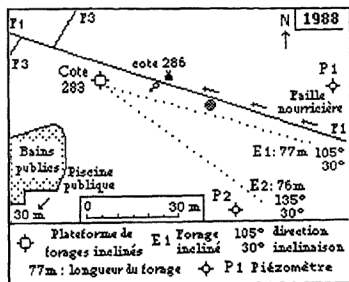 N 1988
F1
F3
F3
Cote
283
cote 286
P1
Faille
nourricière
F1
E1: 77m 105°
30°
E2: 76m
135°
30°
Bains
publics
Piscine
publique
P2
30 m
0 30 m
Plateforme de
forages inclinés
E1 Forage
incliné
105° direction
30° inclinaison
77m : longueur du forage P1 Piézomètre